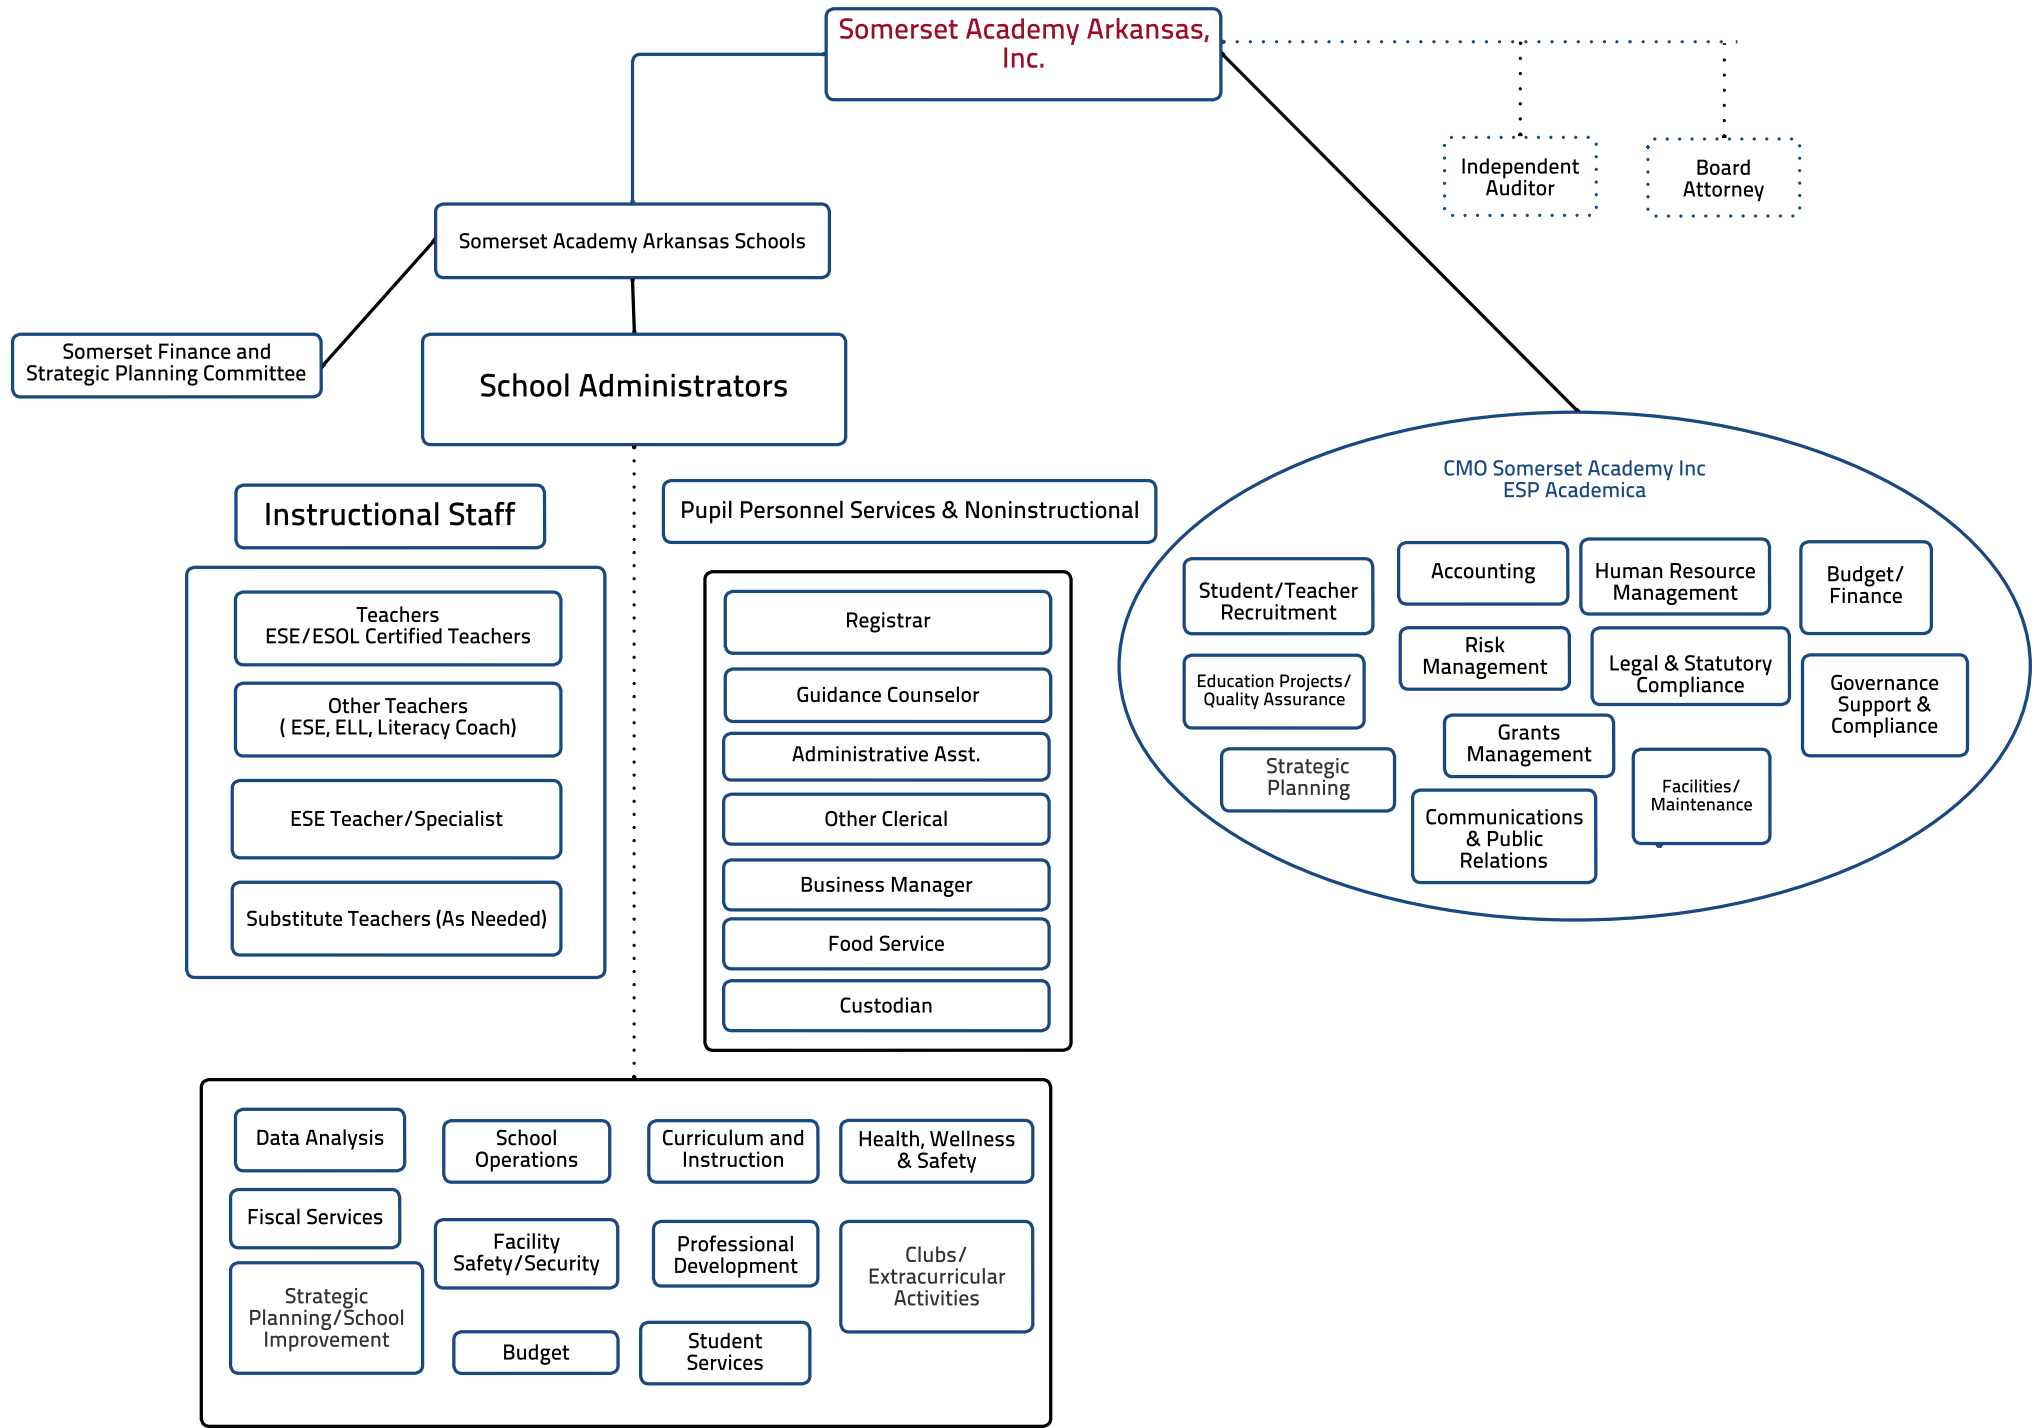 Somerset Academy Arkansas,
Inc.
Independent
Auditor
Board
Attorney
Somerset Academy Arkansas Schools
Somerset Finance and
Strategic Planning Committee
School Administrators
Instructional Staff
Teachers
ESE/ESOL Certified Teachers
Other Teachers
( ESE, ELL, Literacy Coach)
ESE Teacher/Specialist
Substitute Teachers (As Needed)
Pupil Personnel Services & Noninstructional
Registrar
Guidance Counselor
Administrative Asst.
Other Clerical
Business Manager
Food Service
Custodian
CMO Somerset Academy Inc
ESP Academica
Student/Teacher
Recruitment
Accounting
Human Resource
Management
Budget/
Finance
Education Projects/
Quality Assurance
Risk
Management
Legal & Statutory
Compliance
Governance
Support &
Compliance
Strategic
Planning
Grants
Management
Facilities/
Maintenance
Communications
& Public
Relations
Data Analysis
School
Operations
Curriculum and
Instruction
Health, Wellness
& Safety
Fiscal Services
Facility
Safety/Security
Professional
Development
Clubs/
Extracurricular
Activities
Strategic
Planning/School
Improvement
Budget
Student
Services